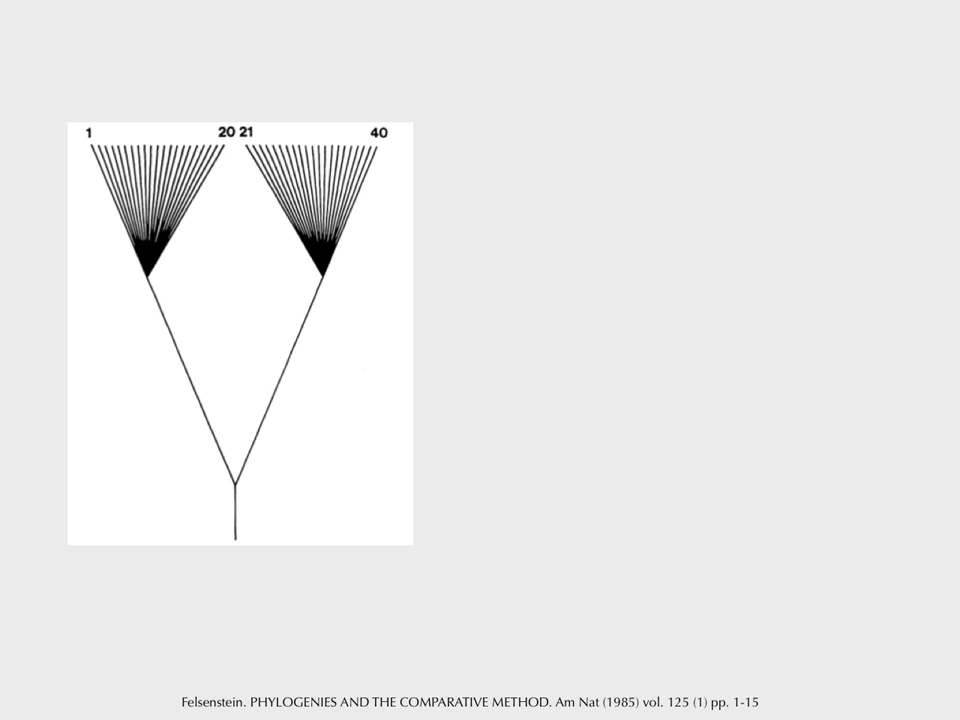 1 20 21 40
Felsenstein. PHYLOGENIES AND THE COMPARATIVE METHOD. Am Nat (1985) vol. 125 (1) pp. 1-15